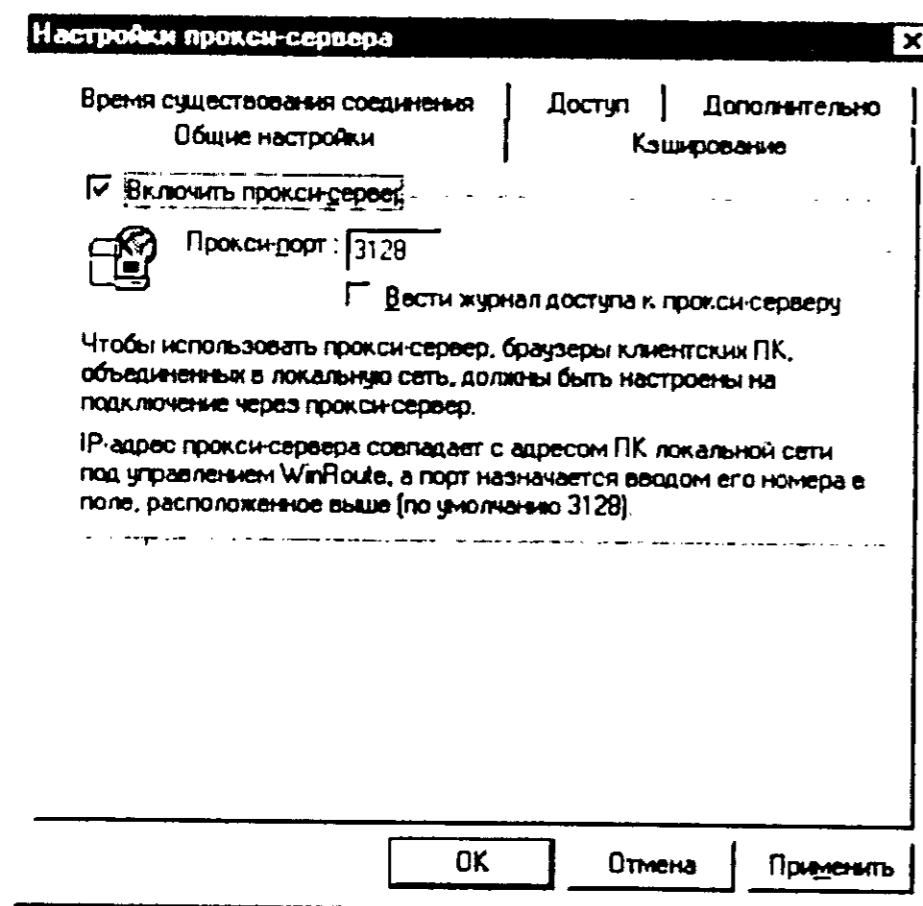 Настройки прокси-сервера
Время существования соединения
Доступ
Дополнительно
Общие настройки
Кэширование
Включить прокси-сервер
Прокси-порт : 3128
Вести журнал доступа к прокси-серверу
Чтобы использовать прокси-сервер, браузеры клиентских ПК,
объединенных в локальную сеть, должны быть настроены на
подключение через прокси-сервер.
IP-адрес прокси-сервера совпадает с адресом ПК локальной сети
под управлением WinRoute, а порт назначается вводом его номера в
поле, расположенное выше (по умолчанию 3128).
OK
Отмена
Применить